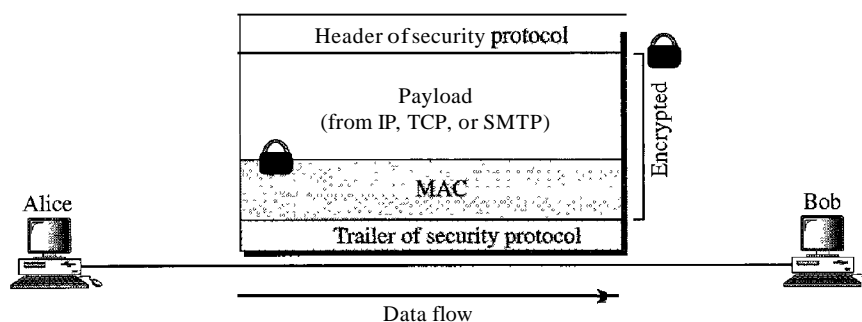 Header of security protocol
Payload
(from IP, TCP, or SMTP)
Encrypted
MAC
Alice
Bob
Trailer of security protocol
Data flow